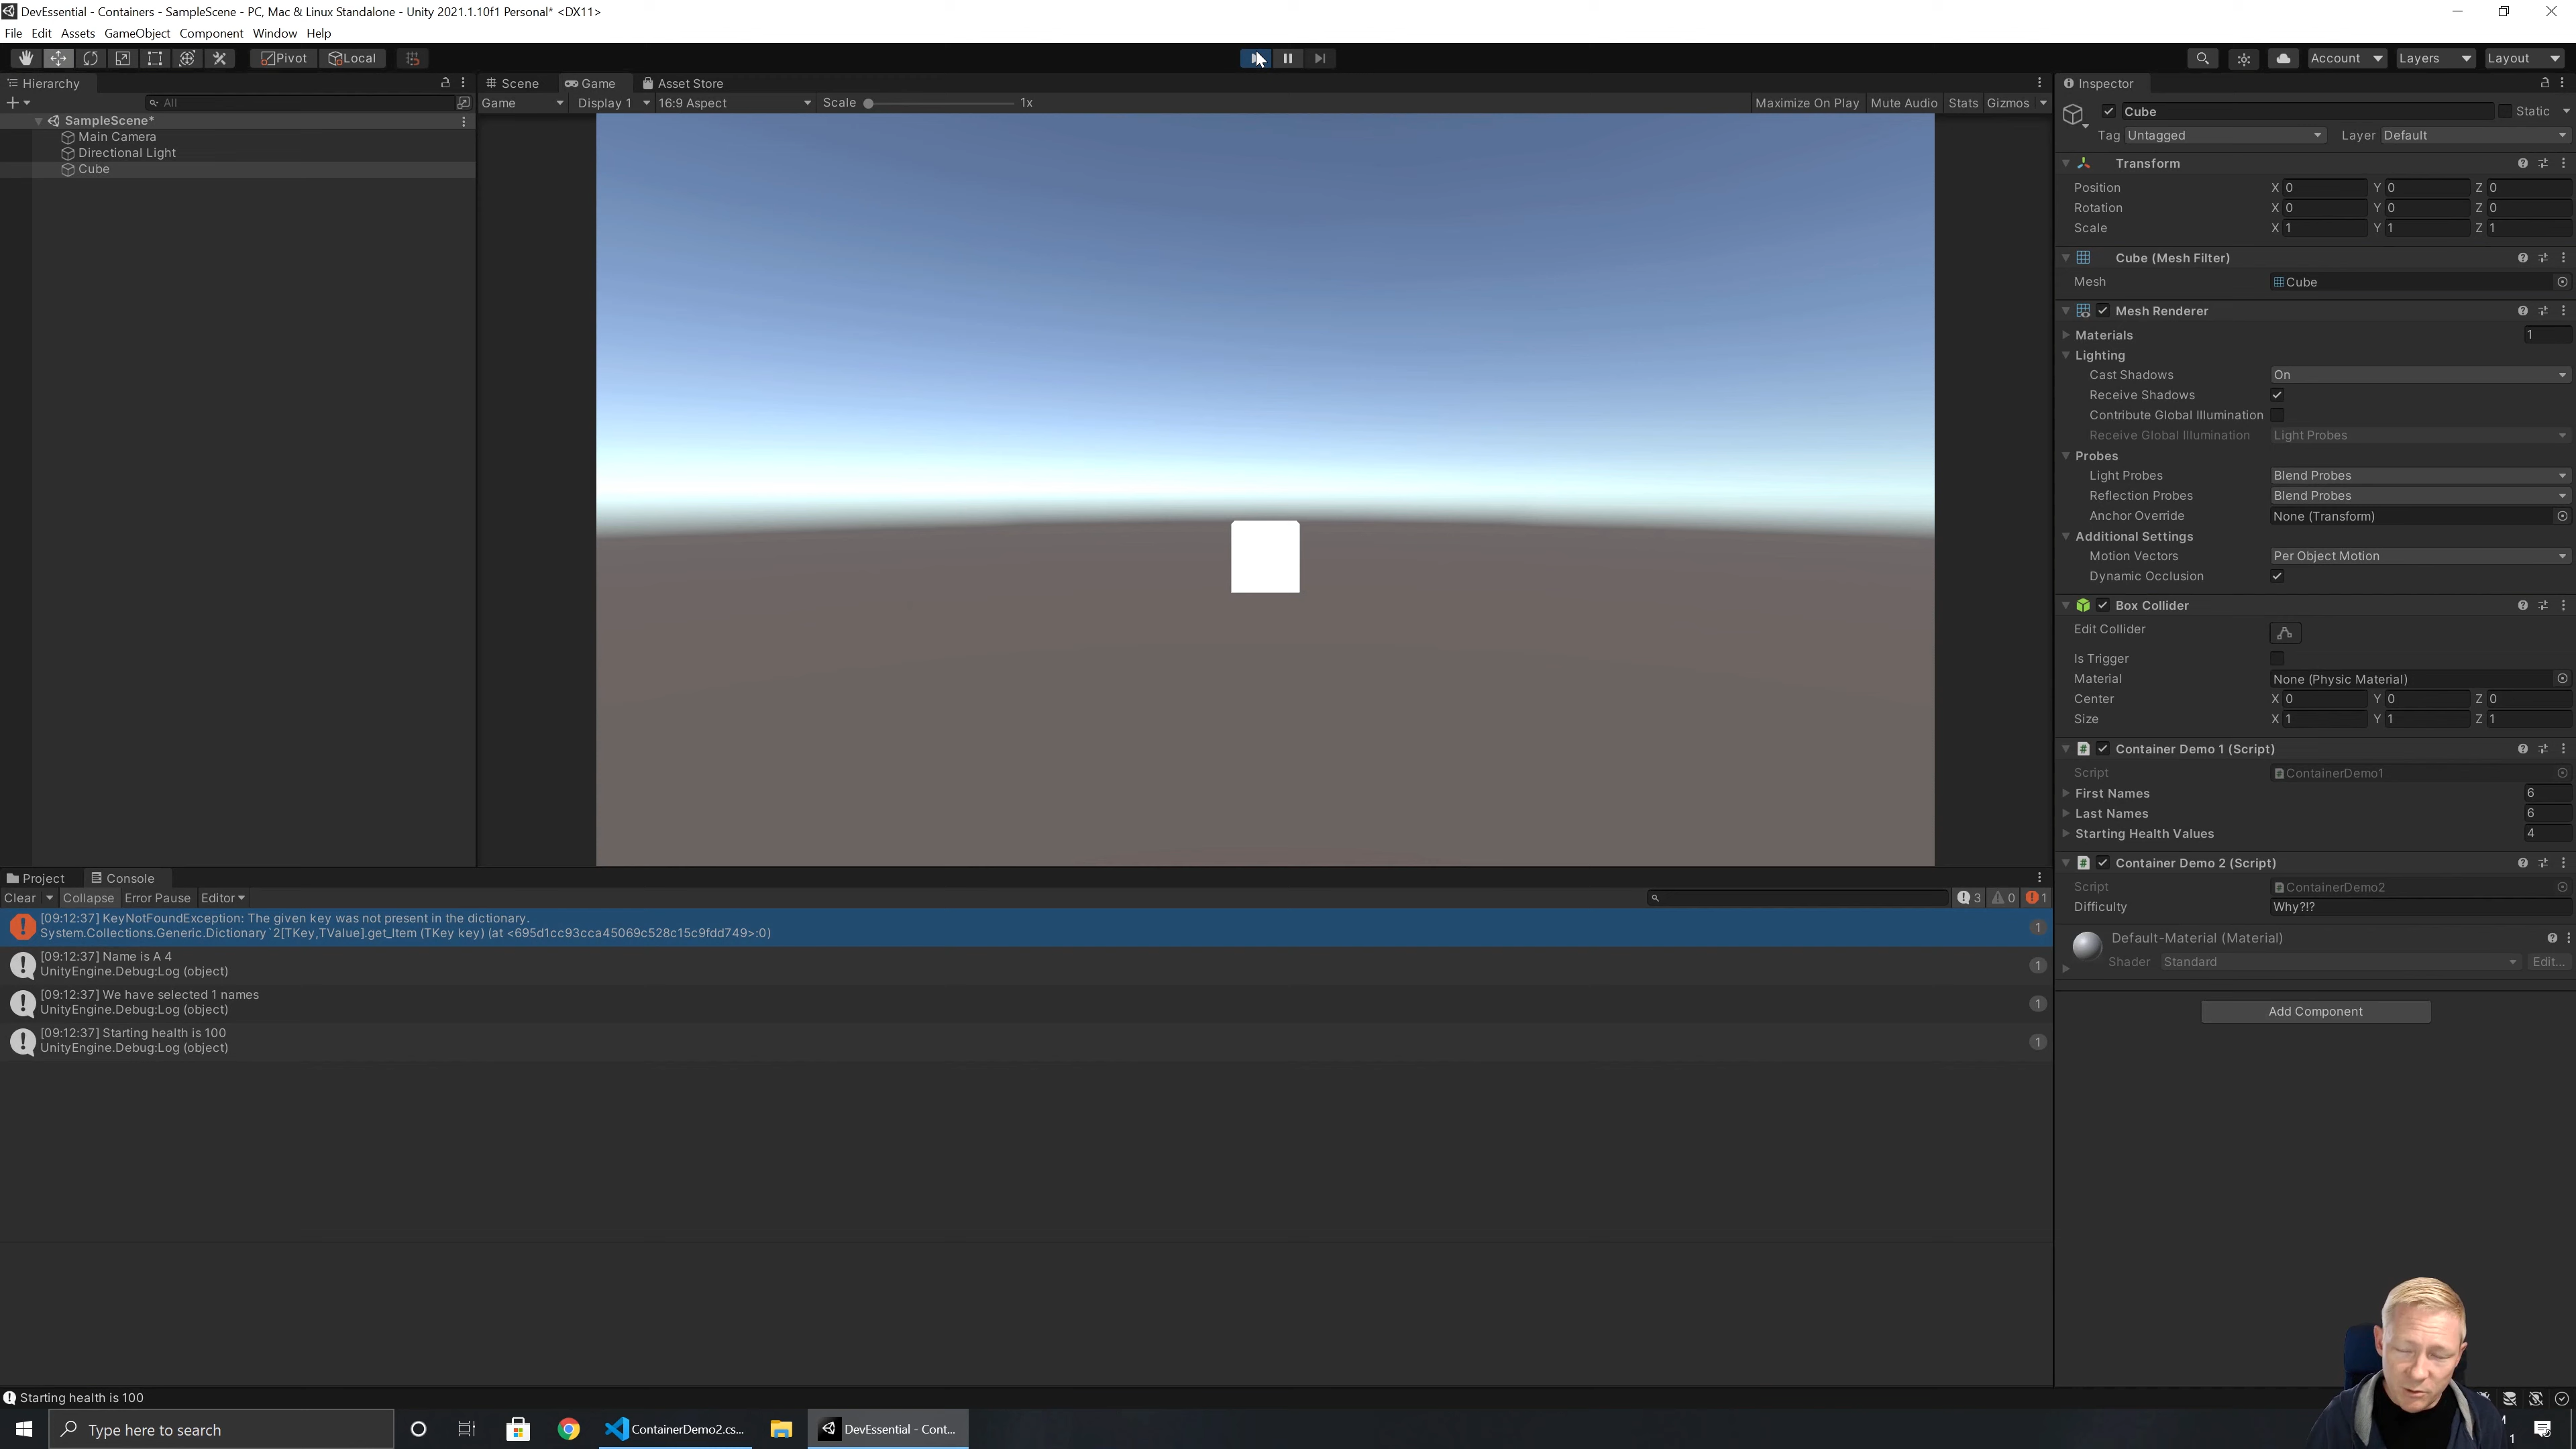 DevEssential - Containers - SampleScene - PC, Mac & Linux Standalone - Unity 2021.1.10f1 Personal* <DX11>
File Edit Assets GameObject Component Window Help
Pivot Local Account Layers Layout
Hierarchy
All
SampleScene*
Main Camera
Directional Light
Cube
Scene Game Asset Store
Game Display 1 16:9 Aspect Scale 1x Maximize On Play Mute Audio Stats Gizmos
Inspector
Cube Static
Tag Untagged Layer Default
Transform
Position X 0 Y 0 Z 0
Rotation X 0 Y 0 Z 0
Scale X 1 Y 1 Z 1
Cube (Mesh Filter)
Mesh Cube
Mesh Renderer
Materials 1
Lighting
Cast Shadows On
Receive Shadows
Contribute Global Illumination
Receive Global Illumination Light Probes
Probes
Light Probes Blend Probes
Reflection Probes Blend Probes
Anchor Override None (Transform)
Additional Settings
Motion Vectors Per Object Motion
Dynamic Occlusion
Box Collider
Edit Collider
Is Trigger
Material None (Physic Material)
Center X 0 Y 0 Z 0
Size X 1 Y 1 Z 1
Container Demo 1 (Script)
Script ContainerDemo1
First Names 6
Last Names 6
Starting Health Values 4
Container Demo 2 (Script)
Script ContainerDemo2
Difficulty Why?!?
Default-Material (Material)
Shader Standard Edit...
Add Component
Project Console
Clear Collapse Error Pause Editor 3 0 1
[09:12:37] KeyNotFoundException: The given key was not present in the dictionary.
System.Collections.Generic.Dictionary`2[TKey,TValue].get_Item (TKey key) (at <695d1cc93cca45069c528c15c9fdd749>:0) 1
[09:12:37] Name is A 4
UnityEngine.Debug:Log (object) 1
[09:12:37] We have selected 1 names
UnityEngine.Debug:Log (object) 1
[09:12:37] Starting health is 100
UnityEngine.Debug:Log (object) 1
Starting health is 100
Type here to search ContainerDemo2.cs... DevEssential - Cont...